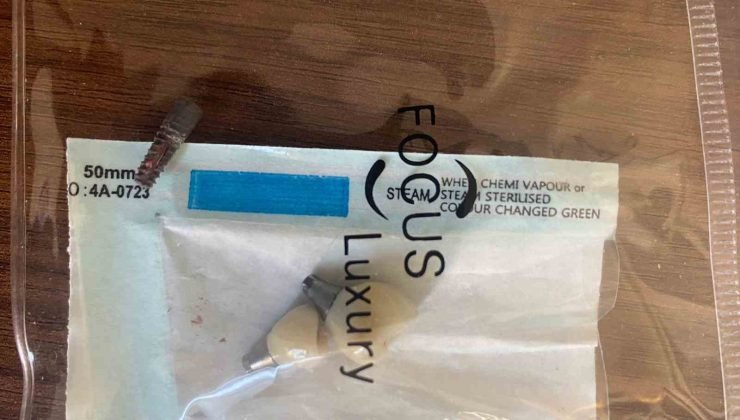 50mm
O:4A-0723
STEAM
WHEN CHEMI VAPOUR or
STEAM STERILISED
COLOUR CHANGED GREEN
FOCUS
Luxury